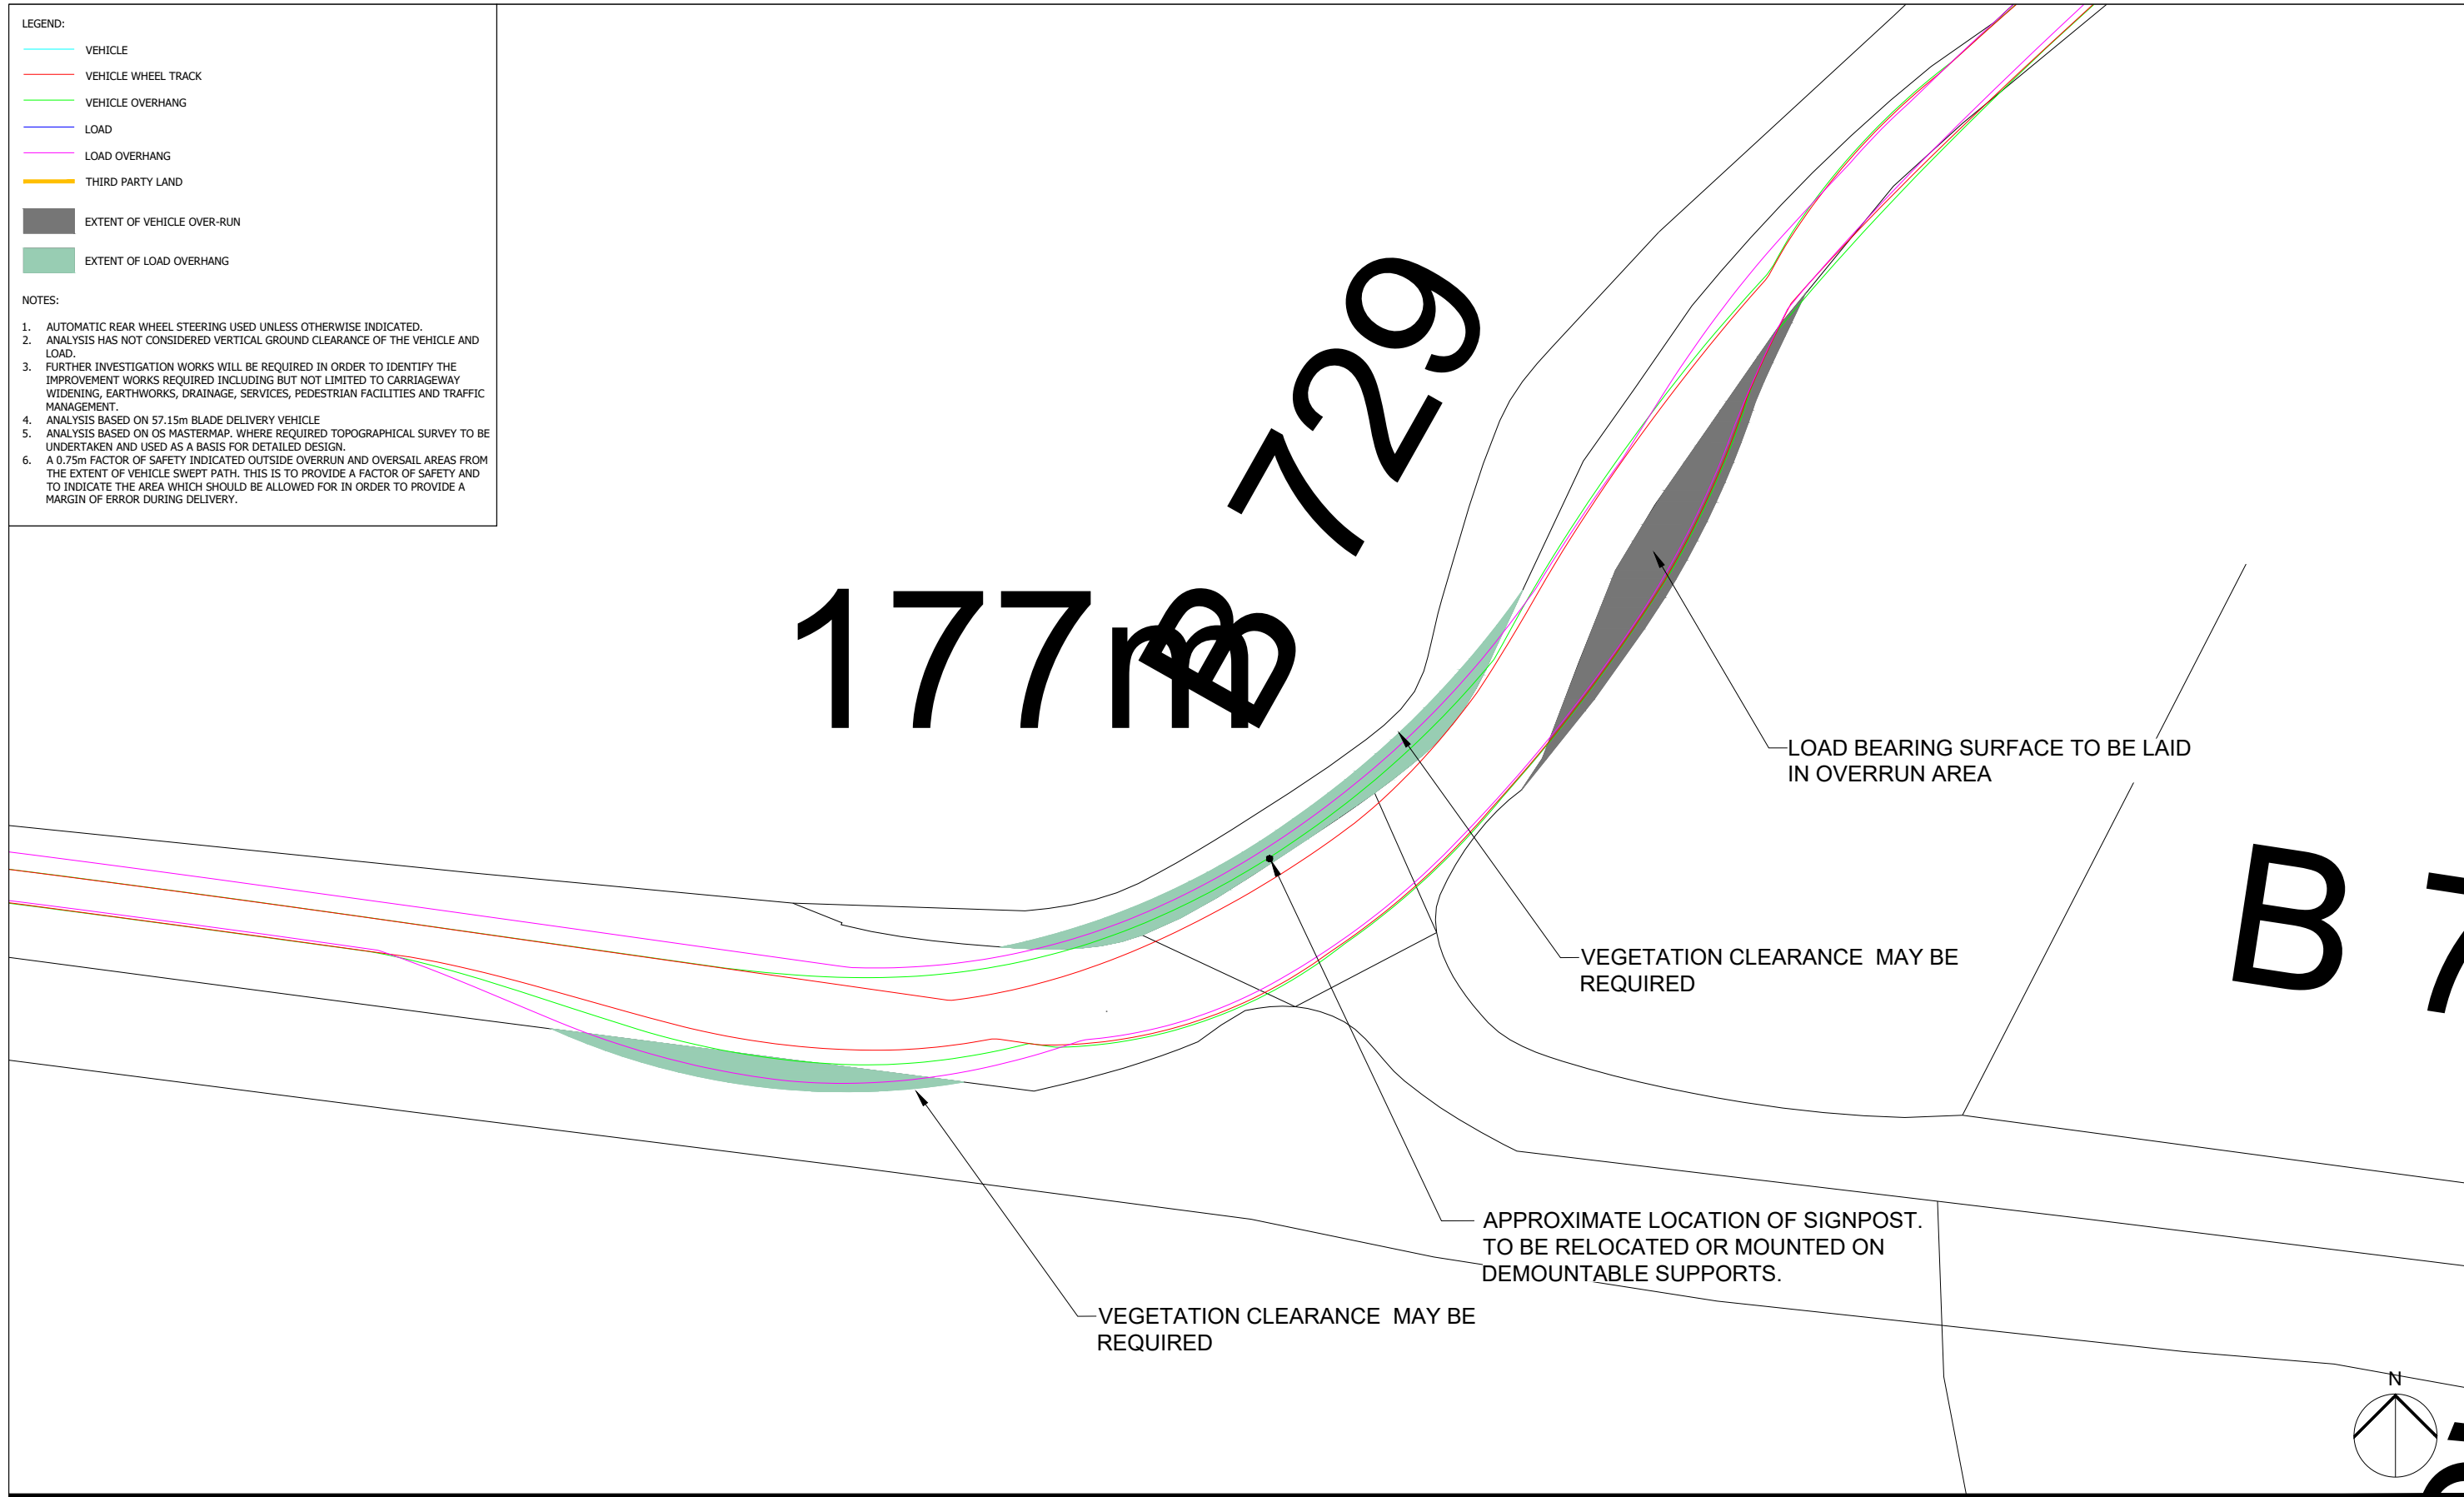 LEGEND:
VEHICLE
VEHICLE WHEEL TRACK
VEHICLE OVERHANG
LOAD
LOAD OVERHANG
THIRD PARTY LAND
EXTENT OF VEHICLE OVER-RUN
EXTENT OF LOAD OVERHANG
NOTES:
1. AUTOMATIC REAR WHEEL STEERING USED UNLESS OTHERWISE INDICATED.
2. ANALYSIS HAS NOT CONSIDERED VERTICAL GROUND CLEARANCE OF THE VEHICLE AND
LOAD.
3. FURTHER INVESTIGATION WORKS WILL BE REQUIRED IN ORDER TO IDENTIFY THE
IMPROVEMENT WORKS REQUIRED INCLUDING BUT NOT LIMITED TO CARRIAGEWAY
WIDENING, EARTHWORKS, DRAINAGE, SERVICES, PEDESTRIAN FACILITIES AND TRAFFIC
MANAGEMENT.
4. ANALYSIS BASED ON 57.15m BLADE DELIVERY VEHICLE
5. ANALYSIS BASED ON OS MASTERMAP. WHERE REQUIRED TOPOGRAPHICAL SURVEY TO BE
UNDERTAKEN AND USED AS A BASIS FOR DETAILED DESIGN.
6. A 0.75m FACTOR OF SAFETY INDICATED OUTSIDE OVERRUN AND OVERSAIL AREAS FROM
THE EXTENT OF VEHICLE SWEPT PATH. THIS IS TO PROVIDE A FACTOR OF SAFETY AND
TO INDICATE THE AREA WHICH SHOULD BE ALLOWED FOR IN ORDER TO PROVIDE A
MARGIN OF ERROR DURING DELIVERY.
B 729
177m
LOAD BEARING SURFACE TO BE LAID
IN OVERRUN AREA
B 7
VEGETATION CLEARANCE MAY BE
REQUIRED
APPROXIMATE LOCATION OF SIGNPOST.
TO BE RELOCATED OR MOUNTED ON
DEMOUNTABLE SUPPORTS.
VEGETATION CLEARANCE MAY BE
REQUIRED
N